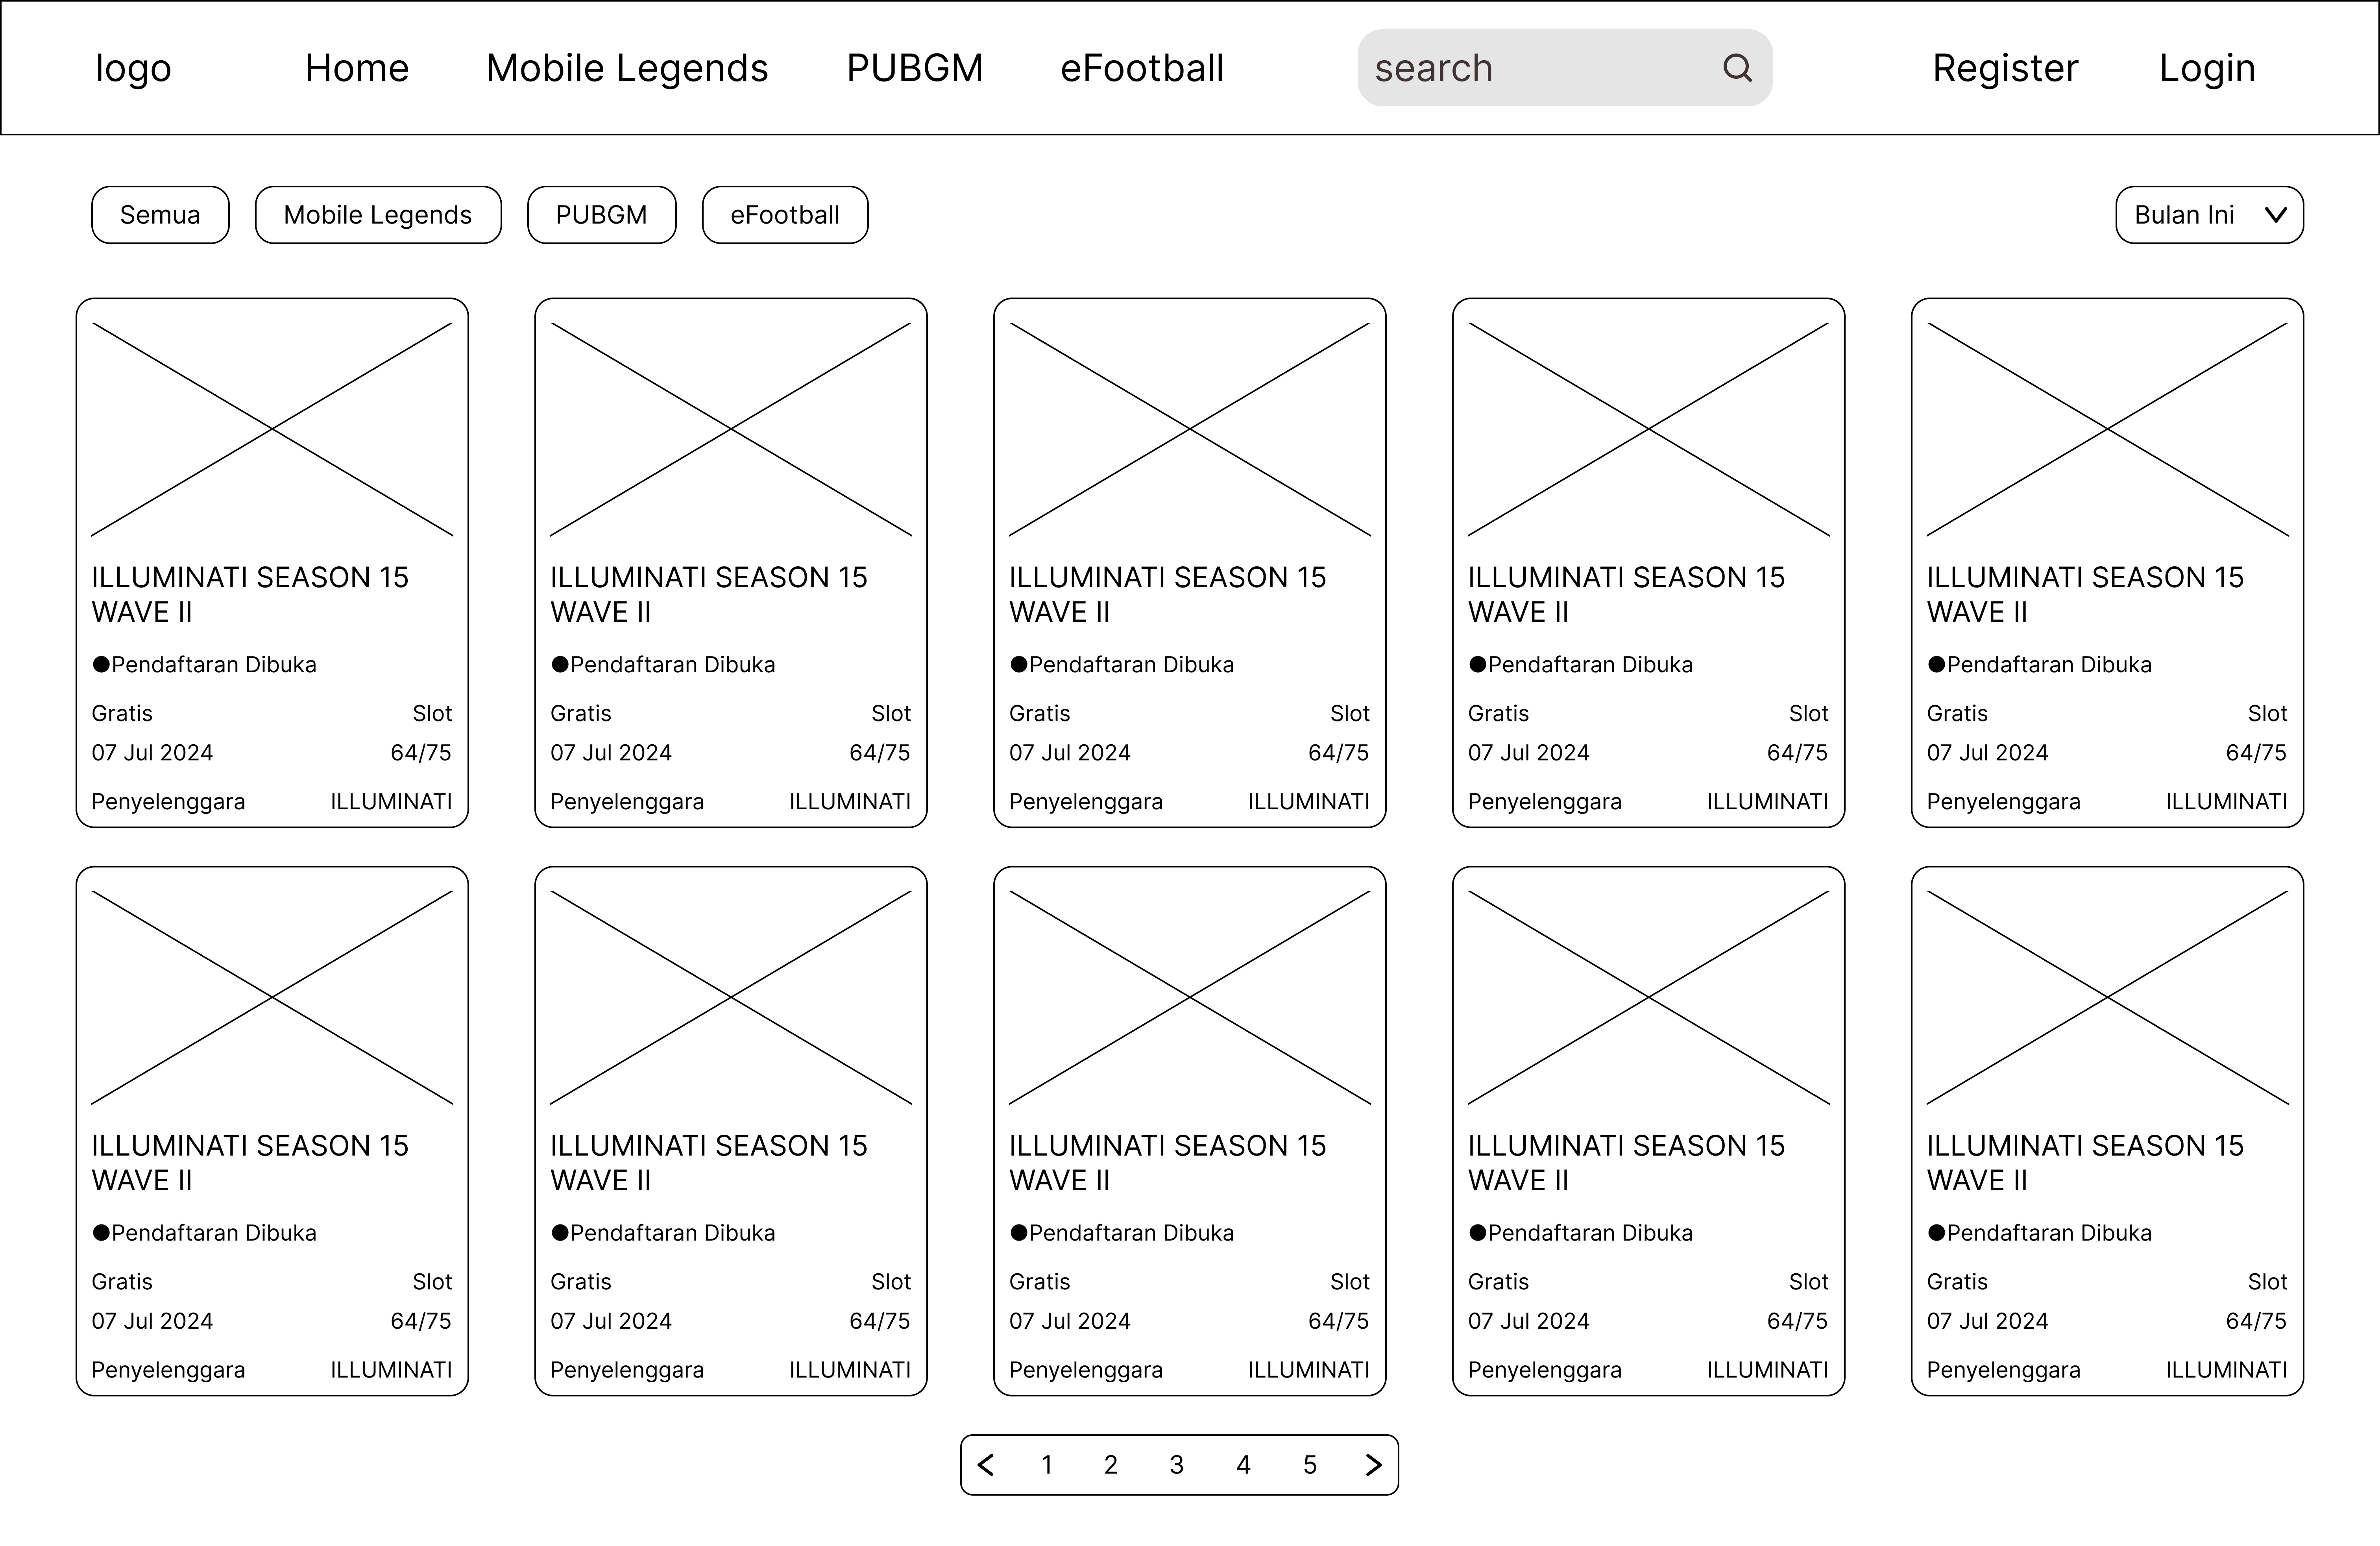 logo Home Mobile Legends PUBGM eFootball search Register Login
Semua Mobile Legends PUBGM eFootball Bulan Ini
ILLUMINATI SEASON 15
WAVE II
Pendaftaran Dibuka
Gratis Slot
07 Jul 2024 64/75
Penyelenggara ILLUMINATI
ILLUMINATI SEASON 15
WAVE II
Pendaftaran Dibuka
Gratis Slot
07 Jul 2024 64/75
Penyelenggara ILLUMINATI
ILLUMINATI SEASON 15
WAVE II
Pendaftaran Dibuka
Gratis Slot
07 Jul 2024 64/75
Penyelenggara ILLUMINATI
ILLUMINATI SEASON 15
WAVE II
Pendaftaran Dibuka
Gratis Slot
07 Jul 2024 64/75
Penyelenggara ILLUMINATI
ILLUMINATI SEASON 15
WAVE II
Pendaftaran Dibuka
Gratis Slot
07 Jul 2024 64/75
Penyelenggara ILLUMINATI
ILLUMINATI SEASON 15
WAVE II
Pendaftaran Dibuka
Gratis Slot
07 Jul 2024 64/75
Penyelenggara ILLUMINATI
ILLUMINATI SEASON 15
WAVE II
Pendaftaran Dibuka
Gratis Slot
07 Jul 2024 64/75
Penyelenggara ILLUMINATI
ILLUMINATI SEASON 15
WAVE II
Pendaftaran Dibuka
Gratis Slot
07 Jul 2024 64/75
Penyelenggara ILLUMINATI
ILLUMINATI SEASON 15
WAVE II
Pendaftaran Dibuka
Gratis Slot
07 Jul 2024 64/75
Penyelenggara ILLUMINATI
ILLUMINATI SEASON 15
WAVE II
Pendaftaran Dibuka
Gratis Slot
07 Jul 2024 64/75
Penyelenggara ILLUMINATI
1 2 3 4 5